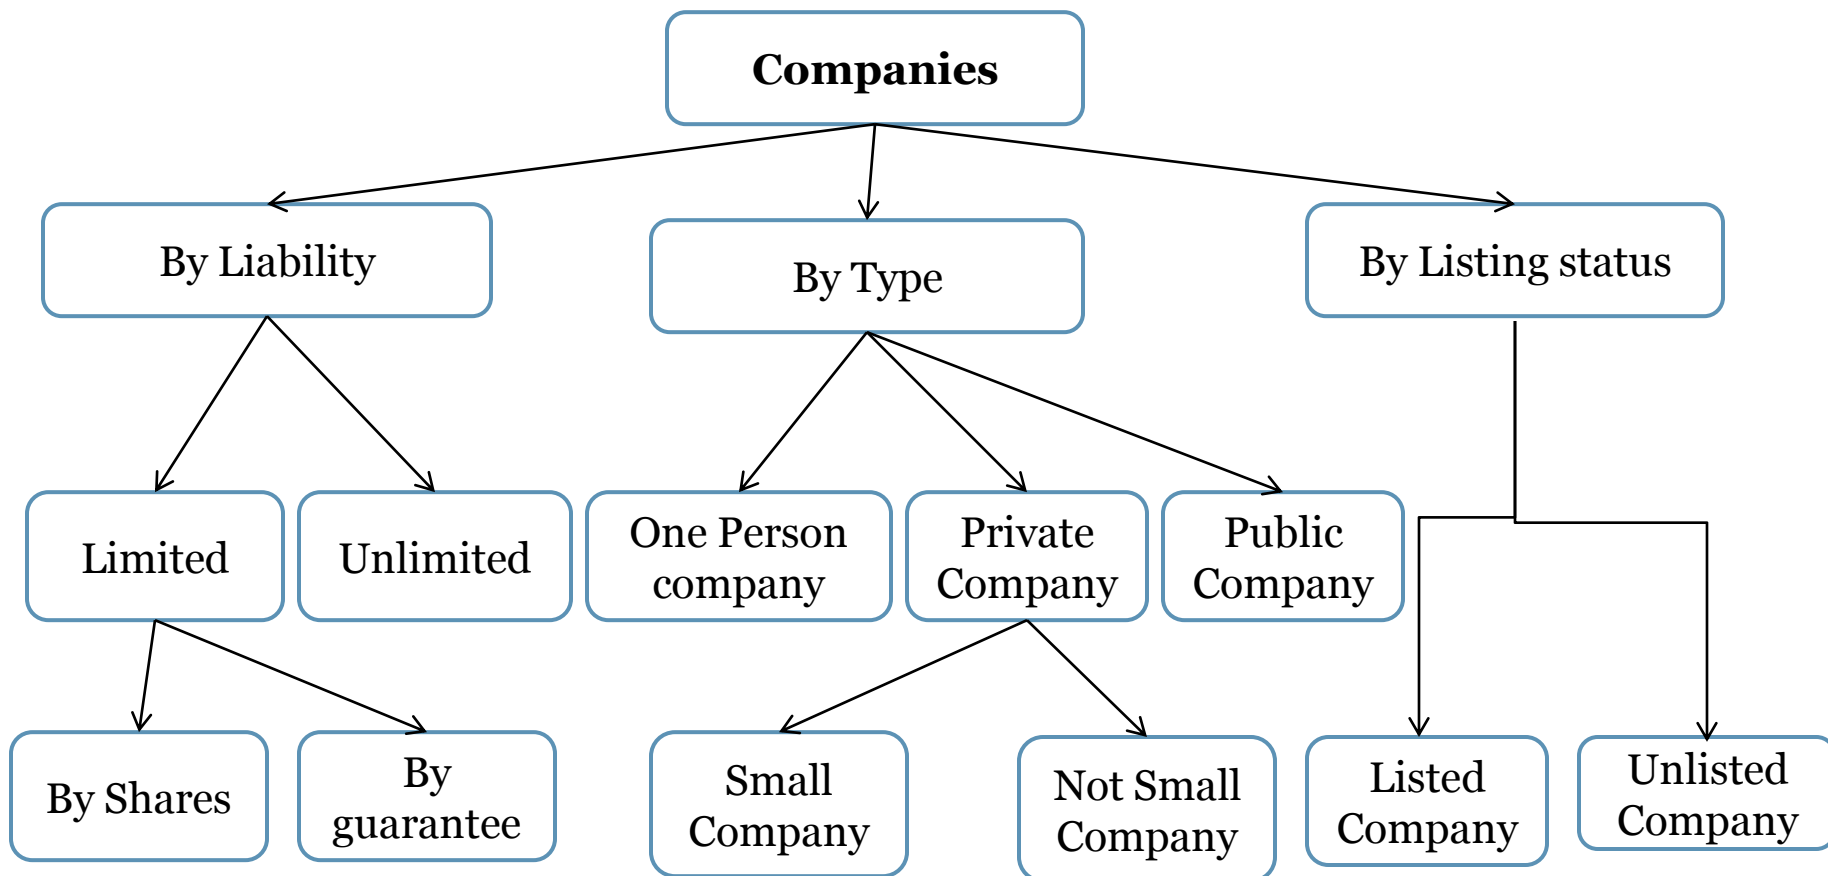 Companies
By Liability
By Type
By Listing status
Limited
Unlimited
One Person
company
Private
Company
Public
Company
By Shares
By
guarantee
Small
Company
Not Small
Company
Listed
Company
Unlisted
Company